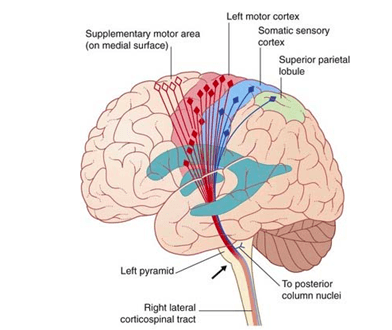 Left motor cortex
Supplementary motor area
(on medial surface)
Somatic sensory
cortex
Superior parietal
lobule
Left pyramid
To posterior
column nuclei
Right lateral
corticospinal tract